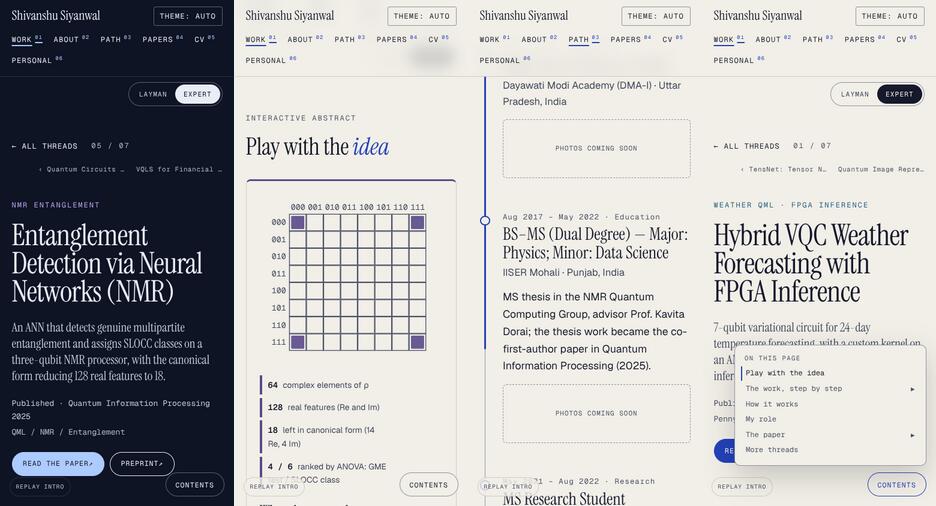 Shivanshu Siyanwal
THEME: AUTO
WORK 01 ABOUT 02 PATH 03 PAPERS 04 CV 05
PERSONAL 06
LAYMAN EXPERT
← ALL THREADS 05 / 07
‹ Quantum Circuits … VQLS for Financial …
NMR ENTANGLEMENT
Entanglement
Detection via Neural
Networks (NMR)
An ANN that detects genuine multipartite
entanglement and assigns SLOCC classes on a
three-qubit NMR processor, with the canonical
form reducing 128 real features to 18.
Published · Quantum Information Processing
2025
QML / NMR / Entanglement
READ THE PAPER↗ PREPRINT↗
REPLAY INTRO
CONTENTS
Shivanshu Siyanwal
THEME: AUTO
WORK 01 ABOUT 02 PATH 03 PAPERS 04 CV 05
PERSONAL 06
INTERACTIVE ABSTRACT
Play with the idea
000 001 010 011 100 101 110 111
000
001
010
011
100
101
110
111
64 complex elements of ρ
128 real features (Re and Im)
18 left in canonical form (14
Re, 4 Im)
4 / 6 ranked by ANOVA: GME
REPLAY INTRO
CONTENTS
Shivanshu Siyanwal
THEME: AUTO
WORK 01 ABOUT 02 PATH 03 PAPERS 04 CV 05
PERSONAL 06
Dayawati Modi Academy (DMA-I) · Uttar
Pradesh, India
PHOTOS COMING SOON
Aug 2017 – May 2022 · Education
BS–MS (Dual Degree) — Major:
Physics; Minor: Data Science
IISER Mohali · Punjab, India
MS thesis in the NMR Quantum
Computing Group, advisor Prof. Kavita
Dorai; the thesis work became the co-
first-author paper in Quantum
Information Processing (2025).
PHOTOS COMING SOON
– Aug 2022 · Research
MS Research Student
REPLAY INTRO
Shivanshu Siyanwal
THEME: AUTO
WORK 01 ABOUT 02 PATH 03 PAPERS 04 CV 05
PERSONAL 06
LAYMAN EXPERT
← ALL THREADS 01 / 07
‹ TensNet: Tensor N… Quantum Image Repre…
WEATHER QML · FPGA INFERENCE
Hybrid VQC Weather
Forecasting with
FPGA Inference
7-qubit variational circuit for 24-day
temperature forecasting, with a custom kernel on
ON THIS PAGE
Play with the idea
The work, step by step ▸
How it works
My role
The paper ▸
More threads
REPLAY INTRO
CONTENTS